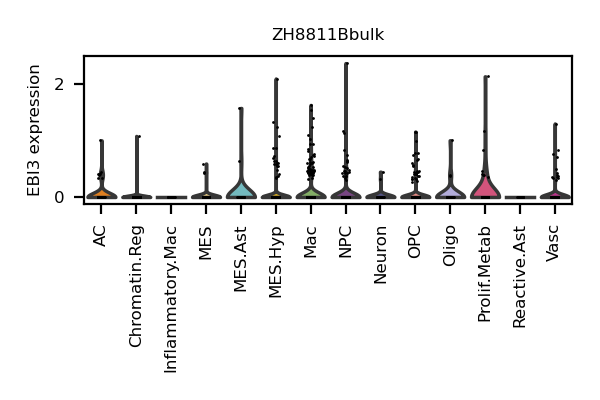 ZH8811Bbulk
EBI3 expression
2
0
AC
Chromatin.Reg
Inflammatory.Mac
MES
MES.Ast
MES.Hyp
Mac
NPC
Neuron
OPC
Oligo
Prolif.Metab
Reactive.Ast
Vasc